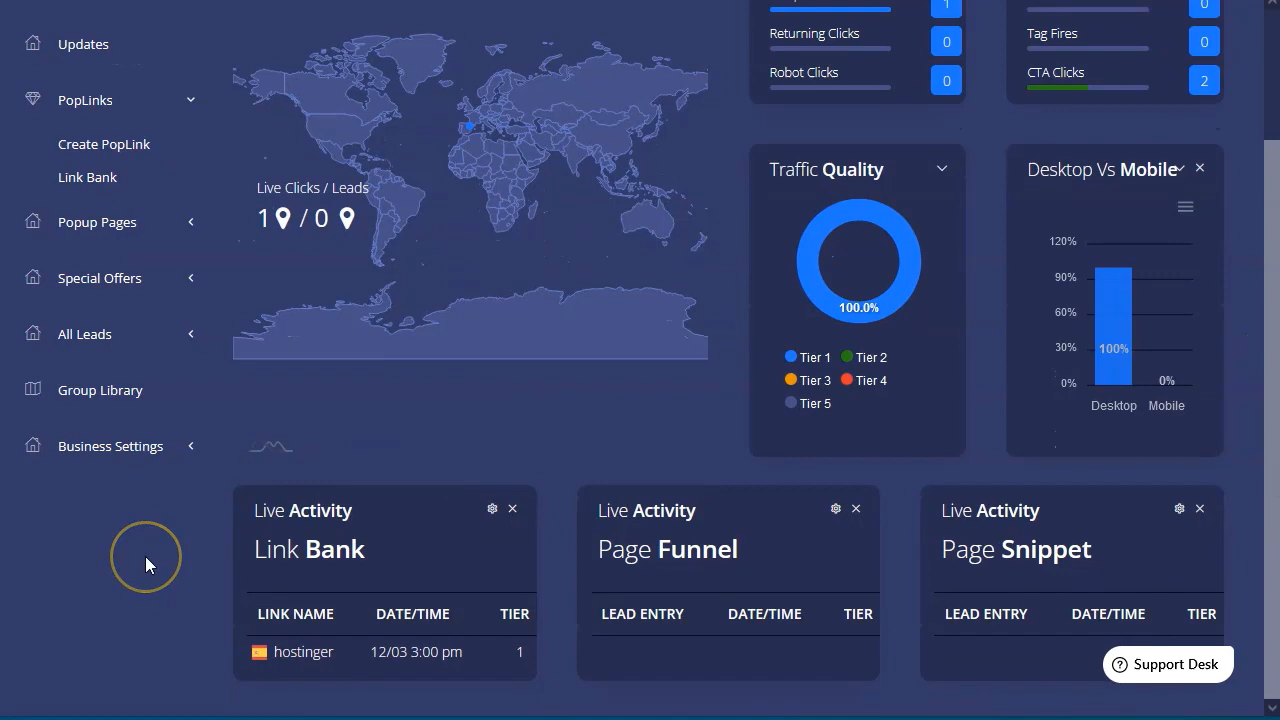 Updates
PopLinks
Create PopLink
Link Bank
Popup Pages
Special Offers
All Leads
Group Library
Business Settings
Live Clicks / Leads
1 / 0
1
Returning Clicks
0
Robot Clicks
0
0
Tag Fires
0
CTA Clicks
2
Traffic Quality
100.0%
Tier 1 Tier 2
Tier 3 Tier 4
Tier 5
Desktop Vs Mobile
120%
90%
60%
30%
0%
100%
0%
Desktop Mobile
Live Activity
Link Bank
LINK NAME DATE/TIME TIER
hostinger 12/03 3:00 pm 1
Live Activity
Page Funnel
LEAD ENTRY DATE/TIME TIER
Live Activity
Page Snippet
LEAD ENTRY DATE/TIME TIER
Support Desk